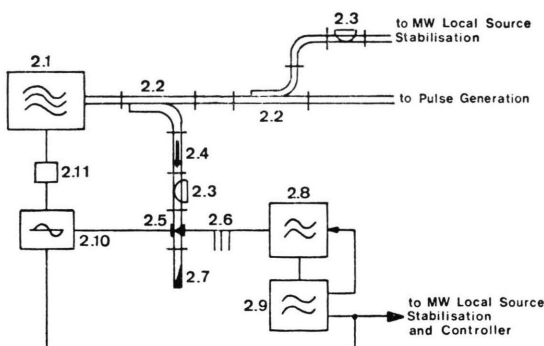 2.3
to MW Local Source
Stabilisation
2.1
2.2
2.2
to Pulse Generation
2.4
2.11
2.3
2.5
2.6
2.8
2.10
2.7
2.9
to MW Local Source
Stabilisation
and Controller